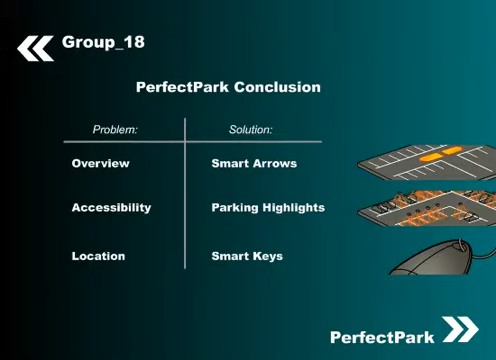 Group_18
PerfectPark Conclusion
Problem: Solution:
Overview Smart Arrows
Accessibility Parking Highlights
Location Smart Keys
PerfectPark